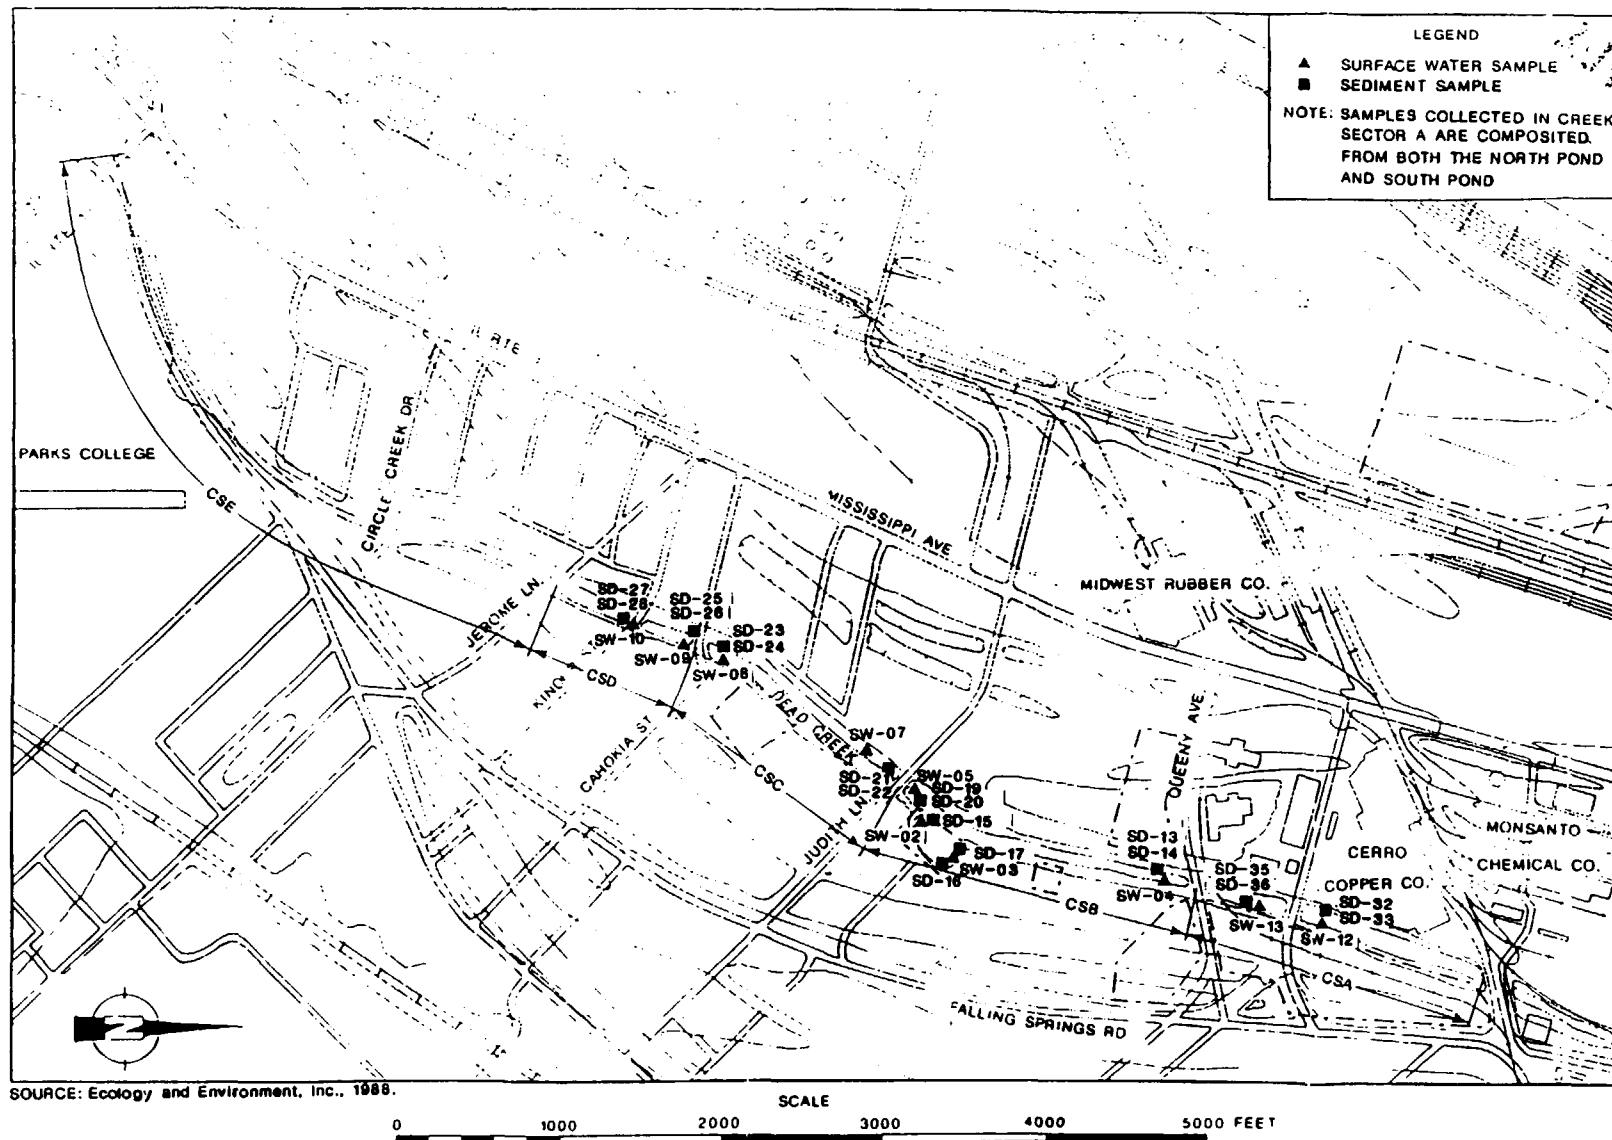 LEGEND
▲ SURFACE WATER SAMPLE
■ SEDIMENT SAMPLE
NOTE: SAMPLES COLLECTED IN CREEK
SECTOR A ARE COMPOSITED.
FROM BOTH THE NORTH POND
AND SOUTH POND
RTE
PARKS COLLEGE
CSE
CIRCLE CREEK DR
MISSISSIPPI AVE
MIDWEST RUBBER CO.
JEROME LN.
SD-27
SD-28
SW-10
SD-25
SD-26
SW-09
SD-23
SD-24
SW-08
CSD
KING
CAHOKIA ST
DEAD CREEK
CSC
SW-07
SD-21
SD-22
SW-05
SD-19
SD-20
JUDITH LN
SW-02
SD-15
SD-17
SW-03
SD-16
CSB
QUEENY AVE
SD-13
SD-14
SW-04
SD-35
SD-36
SW-13
MONSANTO
CHEMICAL CO.
CERRO
COPPER CO.
SD-32
SD-33
SW-12
CSA
FALLING SPRINGS RD
N
SOURCE: Ecology and Environment, Inc., 1988.
SCALE
0 1000 2000 3000 4000 5000 FEET